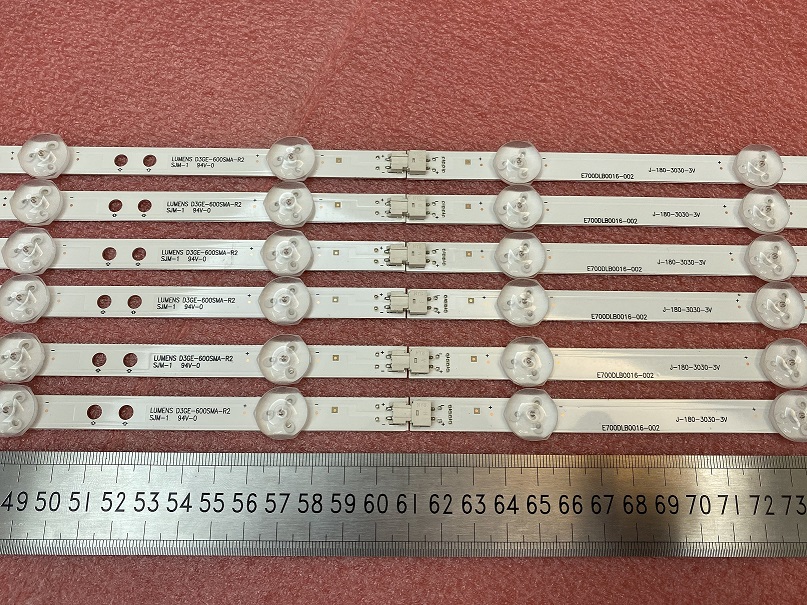 LUMENS D3GE-600SMA-R2
SJM-1 94V-0
E700DLB0016-002
J-180-3030-3V
LUMENS D3GE-600SMA-R2
SJM-1 94V-0
E700DLB0016-002
J-180-3030-3V
LUMENS D3GE-600SMA-R2
SJM-1 94V-0
E700DLB0016-002
J-180-3030-3V
LUMENS D3GE-600SMA-R2
SJM-1 94V-0
E700DLB0016-002
J-180-3030-3V
LUMENS D3GE-600SMA-R2
SJM-1 94V-0
E700DLB0016-002
J-180-3030-3V
LUMENS D3GE-600SMA-R2
SJM-1 94V-0
E700DLB0016-002
J-180-3030-3V
49 50 51 52 53 54 55 56 57 58 59 60 61 62 63 64 65 66 67 68 69 70 71 72 73